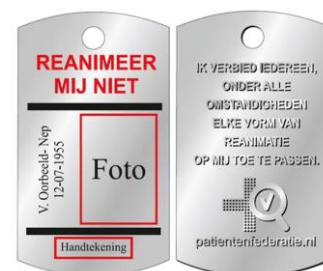 REANIMEER
MIJ NIET
V. Oorbeeld- Nep
12-07-1955
Foto
Handtekening
IK VERBIED IEDEREEN,
ONDER ALLE
OMSTANDIGHEDEN
ELKE VORM VAN
REANIMATIE
OP MIJ TOE TE PASSEN.
patientenfederatie.nl